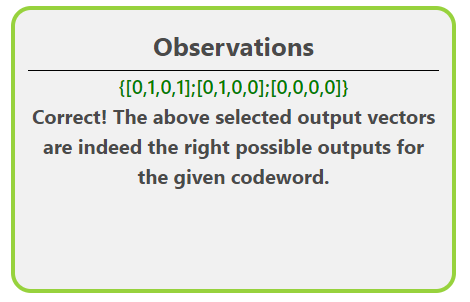 Observations
{[0,1,0,1];[0,1,0,0];[0,0,0,0]}
Correct! The above selected output vectors
are indeed the right possible outputs for
the given codeword.